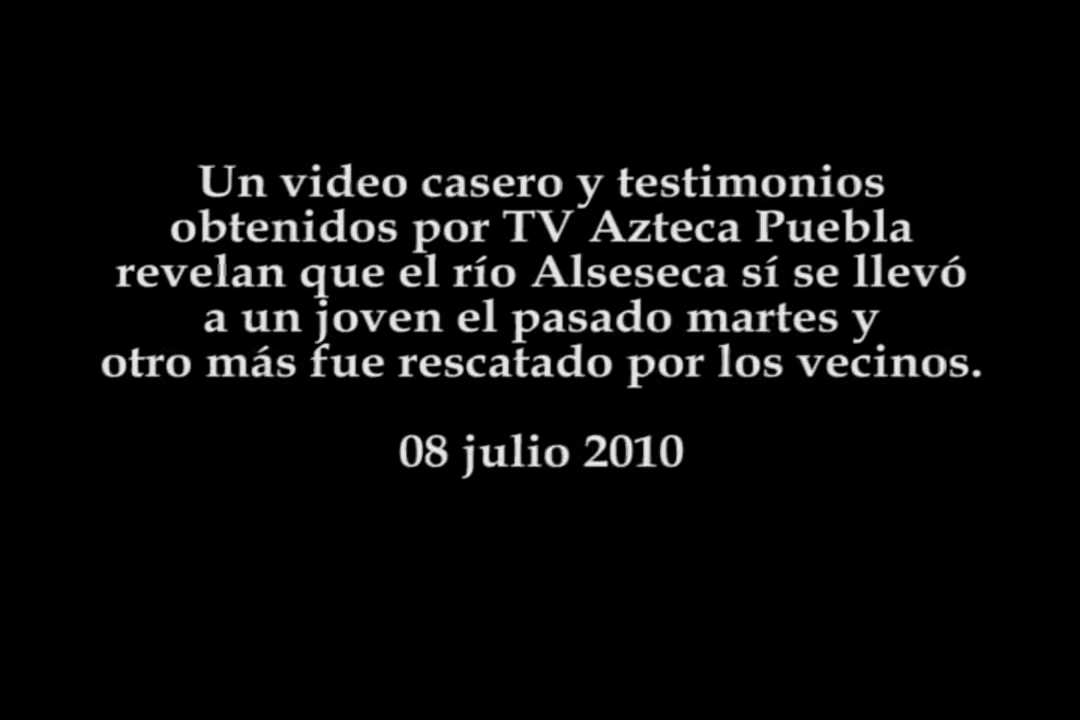 Un video casero y testimonios
obtenidos por TV Azteca Puebla
revelan que el río Alseseca sí se llevó
a un joven el pasado martes y
otro más fue rescatado por los vecinos.
08 julio 2010